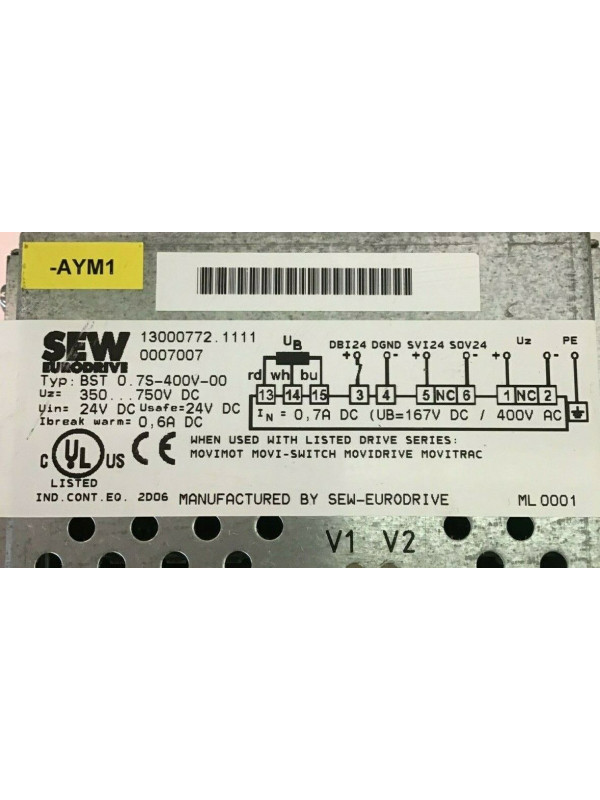 -AYM1
SEW
EURODRIVE
13000772.1111
0007007
Typ: BST 0.7S-400V-00
Uz= 350...750V DC
Uin= 24V DC Usafe=24V DC
Ibreak warm= 0,6A DC
UB
rd wh bu
DBI24 DGND SVI24 SOV24 Uz PE
+ - + - + -
13 14 15 3 4 5 NC 6 1 NC 2
IN = 0,7A DC (UB=167V DC / 400V AC
C UL US CE
LISTED
IND.CONT.EQ. 2D06
WHEN USED WITH LISTED DRIVE SERIES:
MOVIMOT MOVI-SWITCH MOVIDRIVE MOVITRAC
MANUFACTURED BY SEW-EURODRIVE
ML 0001
V1 V2